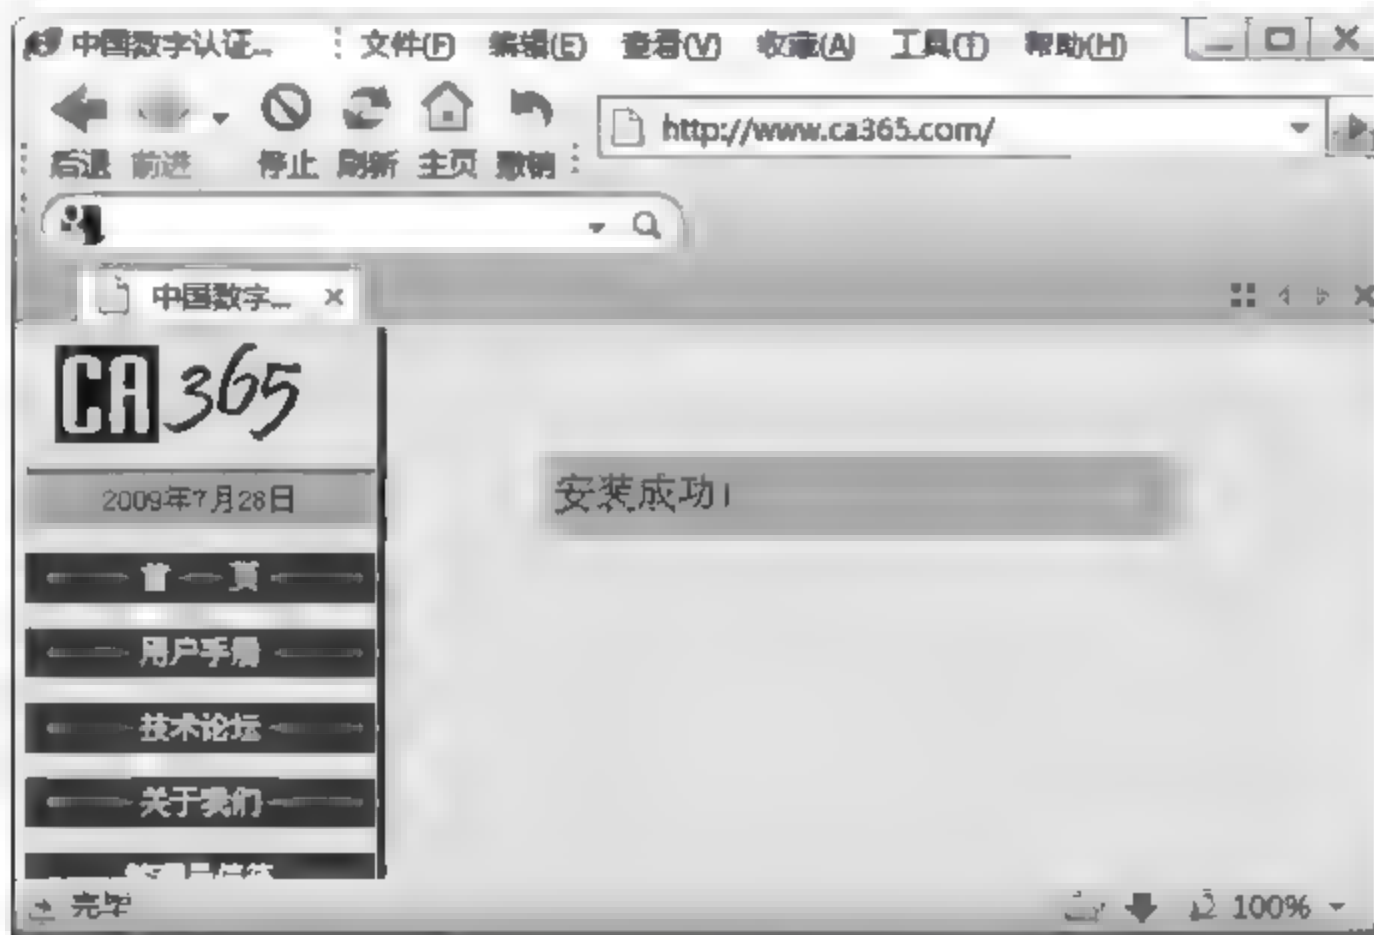 中国数字认证... 文件(F) 编辑(E) 查看(V) 收藏(A) 工具(T) 帮助(H)
http://www.ca365.com/
后退 前进 停止 刷新 主页 撤销
中国数字...
CA365
2009年7月28日
安装成功!
首 页
用户手册
技术论坛
关于我们
完毕 100%